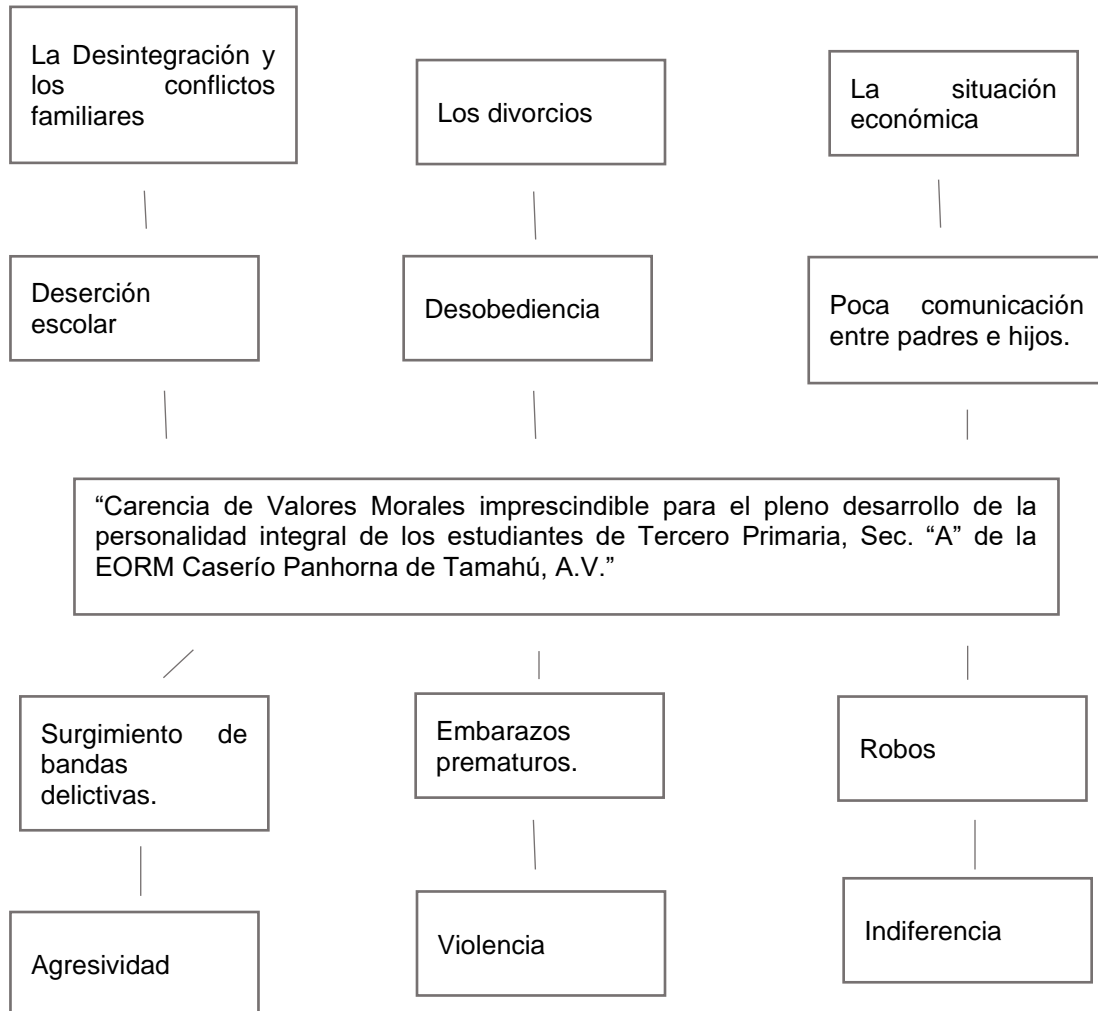 La Desintegración y
los conflictos
familiares
Los divorcios
La situación
económica
Deserción
escolar
Desobediencia
Poca comunicación
entre padres e hijos.
“Carencia de Valores Morales imprescindible para el pleno desarrollo de la
personalidad integral de los estudiantes de Tercero Primaria, Sec. “A” de la
EORM Caserío Panhorna de Tamahú, A.V.”
Surgimiento de
bandas
delictivas.
Embarazos
prematuros.
Robos
Agresividad
Violencia
Indiferencia